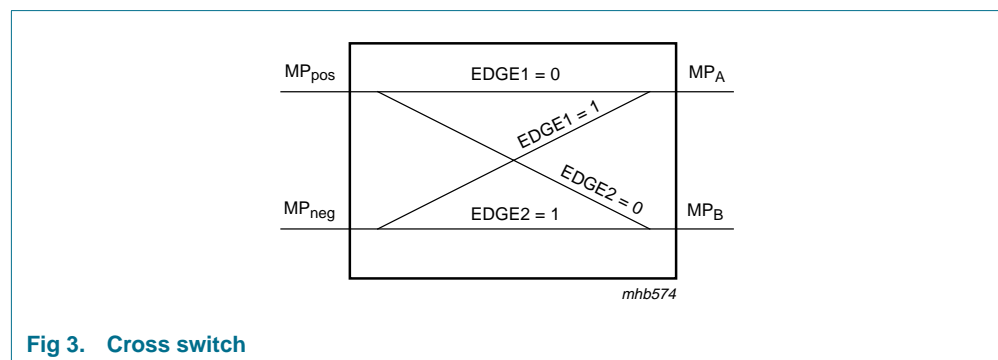 MPpos
EDGE1 = 0
MPA
EDGE1 = 1
EDGE2 = 0
MPneg
EDGE2 = 1
MPB
mhb574
Fig 3. Cross switch